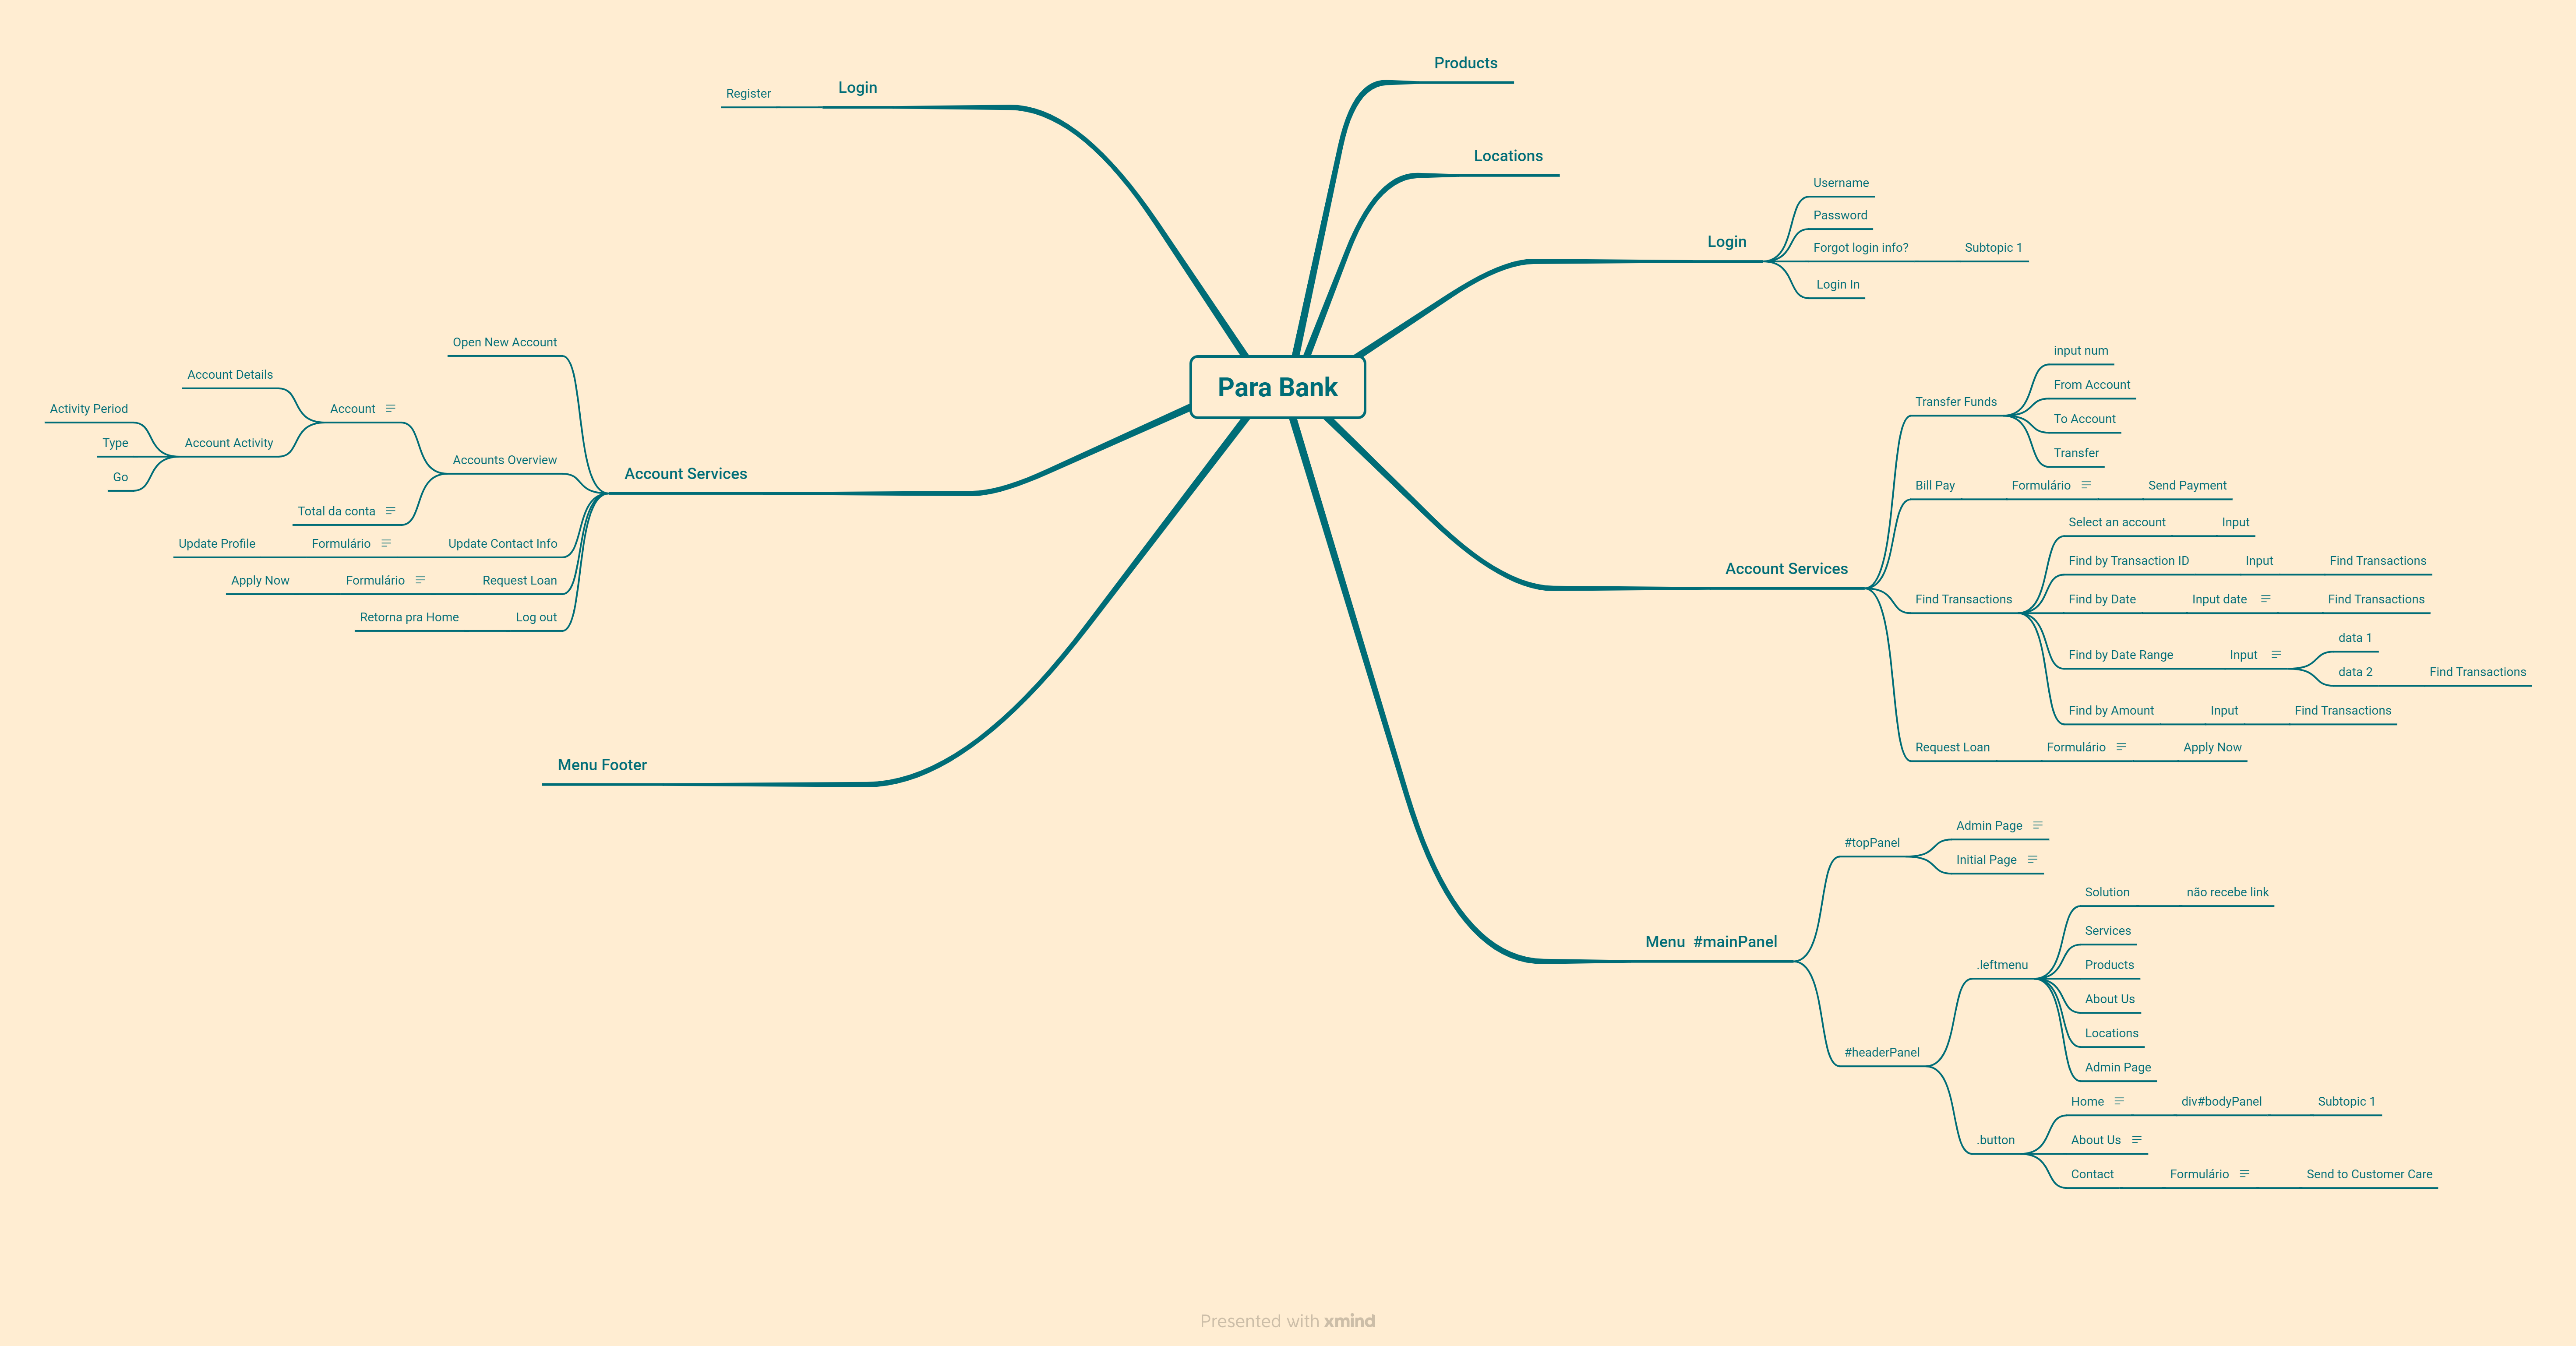 Para Bank
Products
Locations
Login
Username
Password
Forgot login info?
Subtopic 1
Login In
Account Services
Transfer Funds
input num
From Account
To Account
Transfer
Bill Pay
Formulário
Send Payment
Find Transactions
Select an account
Input
Find by Transaction ID
Input
Find Transactions
Find by Date
Input date
Find Transactions
Find by Date Range
Input
data 1
data 2
Find Transactions
Find by Amount
Input
Find Transactions
Request Loan
Formulário
Apply Now
Menu  #mainPanel
#topPanel
Admin Page
Initial Page
#headerPanel
.leftmenu
Solution
não recebe link
Services
Products
About Us
Locations
Admin Page
.button
Home
div#bodyPanel
Subtopic 1
About Us
Contact
Formulário
Send to Customer Care
Login
Register
Account Services
Open New Account
Accounts Overview
Account
Account Details
Account Activity
Activity Period
Type
Go
Total da conta
Update Contact Info
Formulário
Update Profile
Request Loan
Formulário
Apply Now
Log out
Retorna pra Home
Menu Footer
Presented with xmind